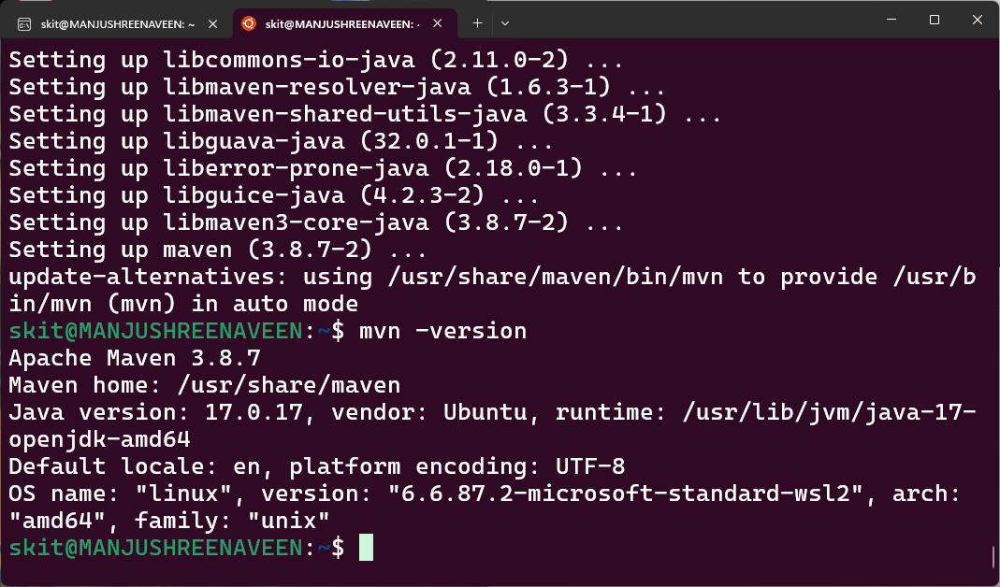 skit@MANJUSHREENAVEEN: ~
skit@MANJUSHREENAVEEN: ~
Setting up libcommons-io-java (2.11.0-2) ...
Setting up libmaven-resolver-java (1.6.3-1) ...
Setting up libmaven-shared-utils-java (3.3.4-1) ...
Setting up libguava-java (32.0.1-1) ...
Setting up liberror-prone-java (2.18.0-1) ...
Setting up libguice-java (4.2.3-2) ...
Setting up libmaven3-core-java (3.8.7-2) ...
Setting up maven (3.8.7-2) ...
update-alternatives: using /usr/share/maven/bin/mvn to provide /usr/b
in/mvn (mvn) in auto mode
skit@MANJUSHREENAVEEN:~$ mvn -version
Apache Maven 3.8.7
Maven home: /usr/share/maven
Java version: 17.0.17, vendor: Ubuntu, runtime: /usr/lib/jvm/java-17-
openjdk-amd64
Default locale: en, platform encoding: UTF-8
OS name: "linux", version: "6.6.87.2-microsoft-standard-wsl2", arch:
"amd64", family: "unix"
skit@MANJUSHREENAVEEN:~$